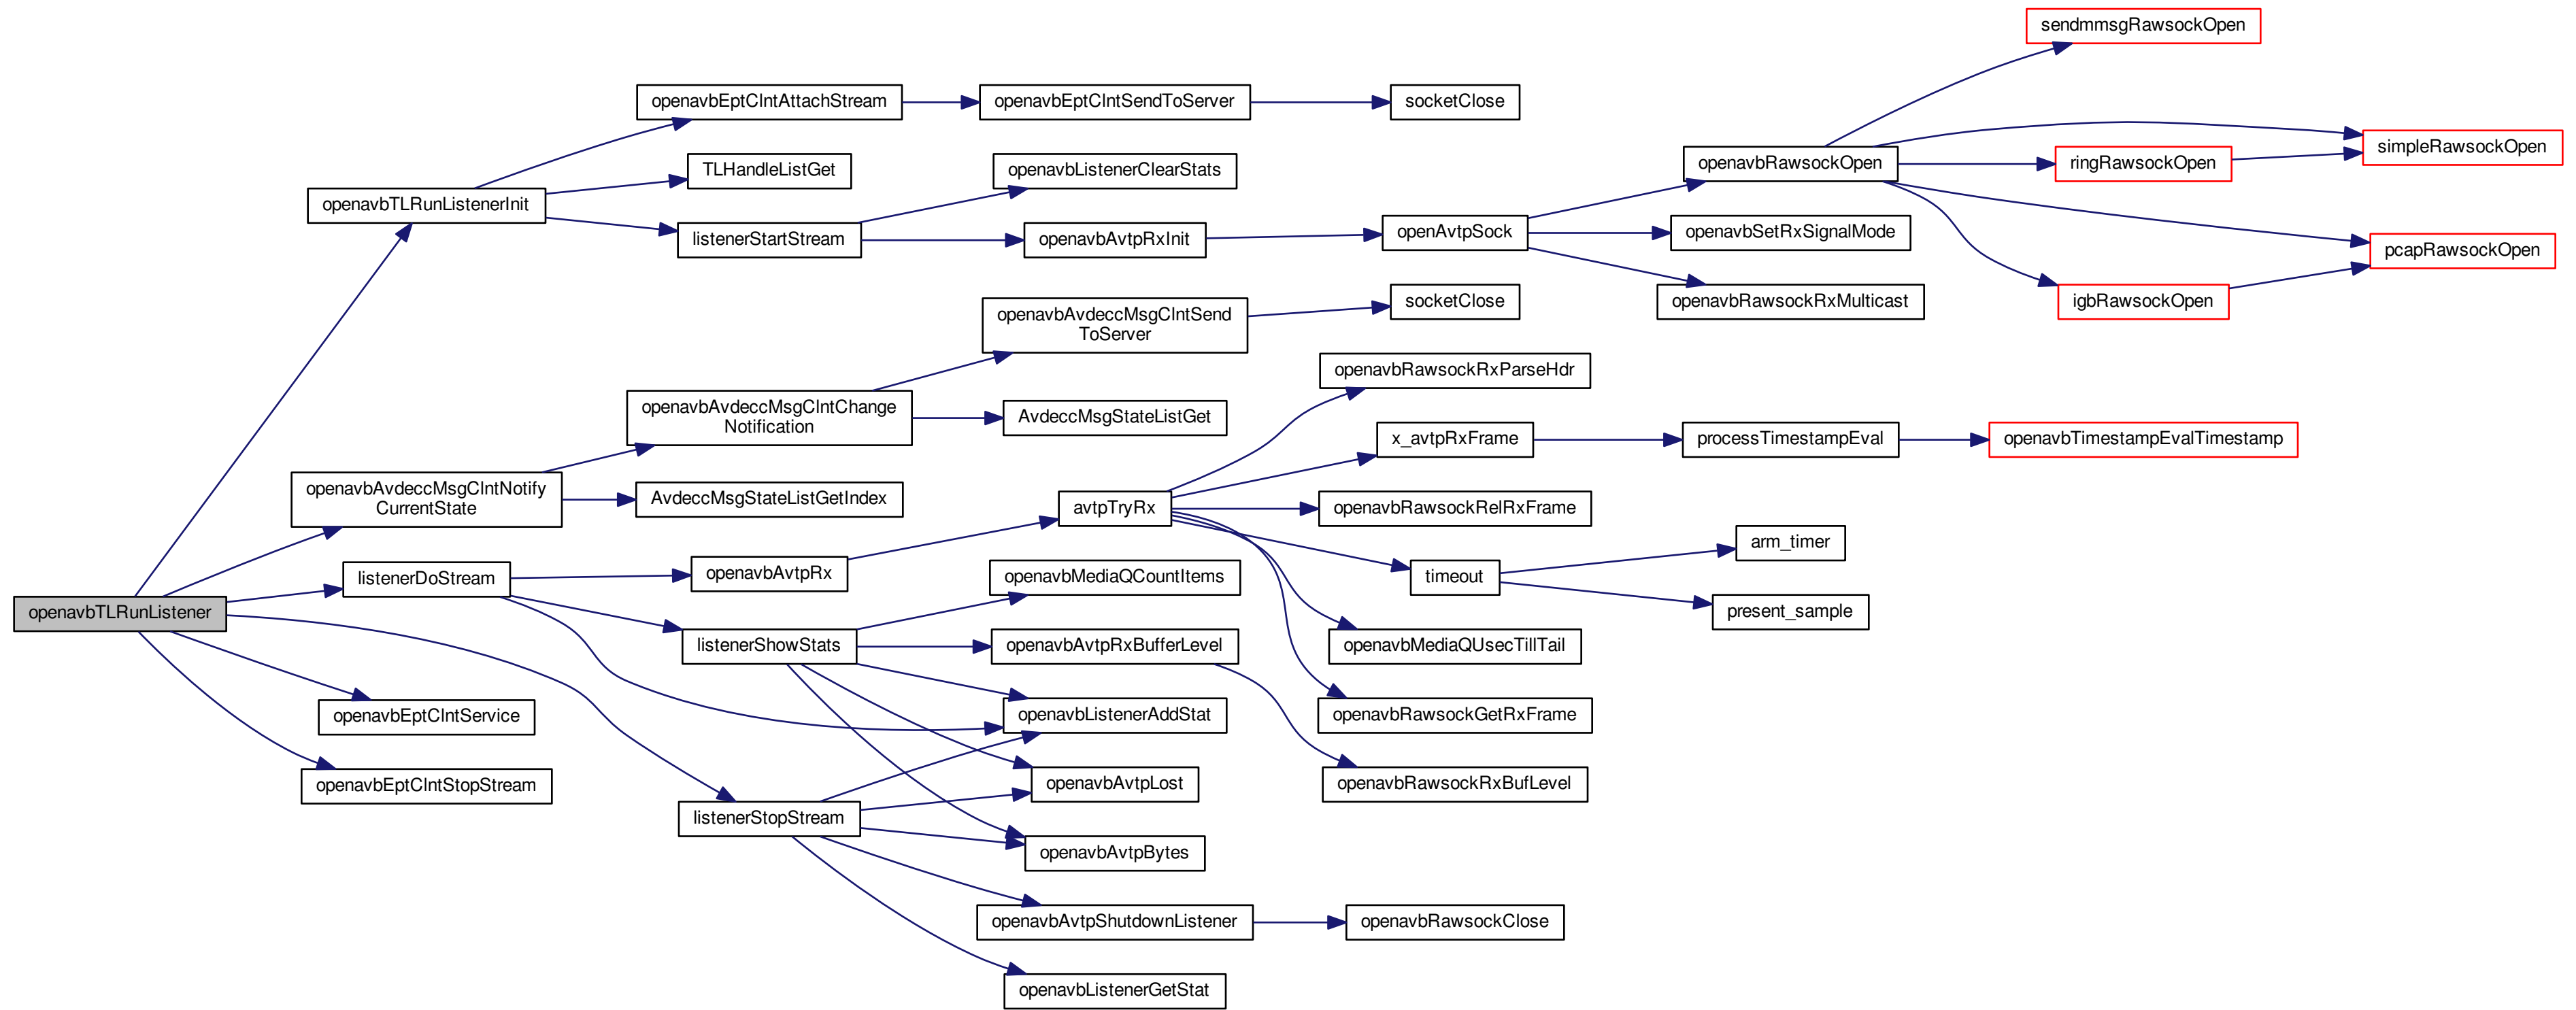 sendmmsgRawsockOpen
openavbEptClntAttachStream
openavbEptClntSendToServer
socketClose
simpleRawsockOpen
openavbRawsockOpen
ringRawsockOpen
TLHandleListGet
openavbListenerClearStats
openavbTLRunListenerInit
listenerStartStream
openavbAvtpRxInit
openAvtpSock
openavbSetRxSignalMode
pcapRawsockOpen
openavbRawsockRxMulticast
igbRawsockOpen
openavbAvdeccMsgClntSend
ToServer
socketClose
openavbRawsockRxParseHdr
openavbAvdeccMsgClntChange
Notification
AvdeccMsgStateListGet
x_avtpRxFrame
processTimestampEval
openavbTimestampEvalTimestamp
openavbAvdeccMsgClntNotify
CurrentState
AvdeccMsgStateListGetIndex
avtpTryRx
openavbRawsockRelRxFrame
arm_timer
listenerDoStream
openavbAvtpRx
openavbMediaQCountItems
timeout
present_sample
openavbTLRunListener
listenerShowStats
openavbAvtpRxBufferLevel
openavbMediaQUsecTillTail
openavbEptClntService
openavbListenerAddStat
openavbRawsockGetRxFrame
openavbEptClntStopStream
openavbAvtpLost
openavbRawsockRxBufLevel
listenerStopStream
openavbAvtpBytes
openavbAvtpShutdownListener
openavbRawsockClose
openavbListenerGetStat